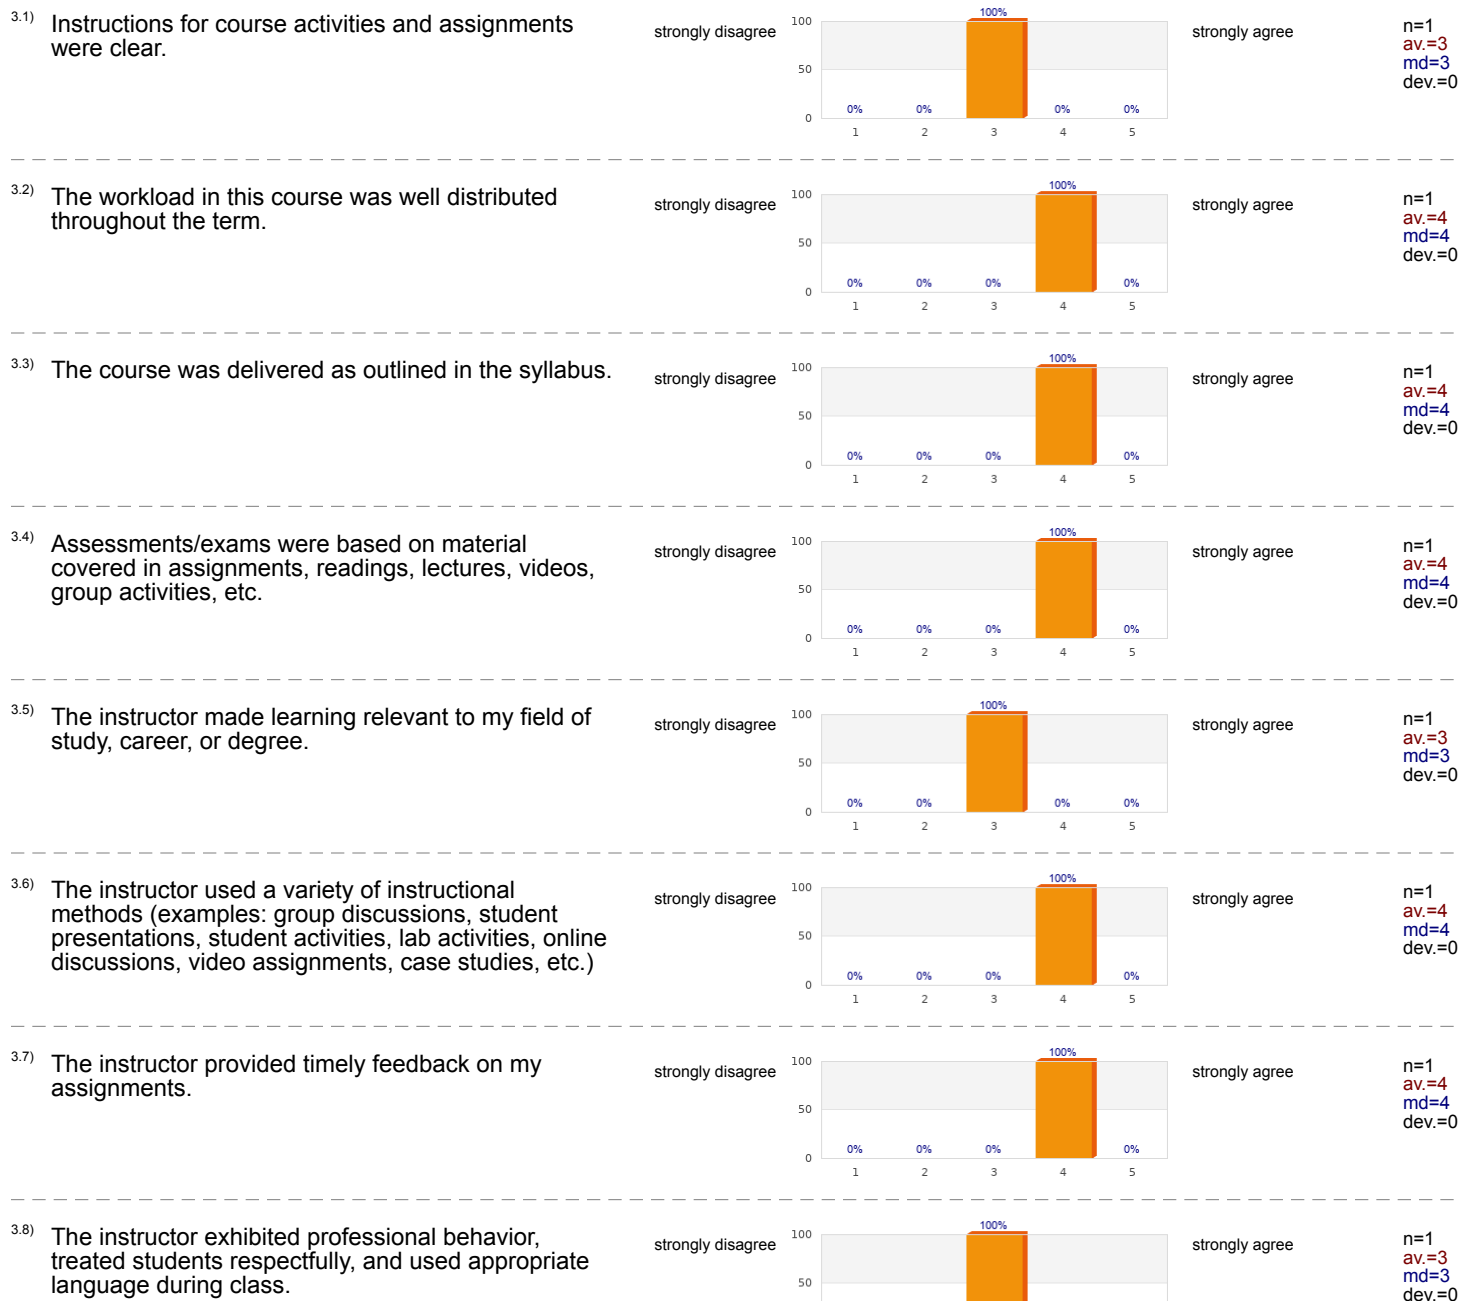 3.1) Instructions for course activities and assignments
were clear.
strongly disagree
100
50
0
100%
0% 0% 0% 0%
1 2 3 4 5
strongly agree
n=1
av.=3
md=3
dev.=0
3.2) The workload in this course was well distributed
throughout the term.
strongly disagree
100
50
0
100%
0% 0% 0% 0%
1 2 3 4 5
strongly agree
n=1
av.=4
md=4
dev.=0
3.3) The course was delivered as outlined in the syllabus.
strongly disagree
100
50
0
100%
0% 0% 0% 0%
1 2 3 4 5
strongly agree
n=1
av.=4
md=4
dev.=0
3.4) Assessments/exams were based on material
covered in assignments, readings, lectures, videos,
group activities, etc.
strongly disagree
100
50
0
100%
0% 0% 0% 0%
1 2 3 4 5
strongly agree
n=1
av.=4
md=4
dev.=0
3.5) The instructor made learning relevant to my field of
study, career, or degree.
strongly disagree
100
50
0
100%
0% 0% 0% 0%
1 2 3 4 5
strongly agree
n=1
av.=3
md=3
dev.=0
3.6) The instructor used a variety of instructional
methods (examples: group discussions, student
presentations, student activities, lab activities, online
discussions, video assignments, case studies, etc.)
strongly disagree
100
50
0
100%
0% 0% 0% 0%
1 2 3 4 5
strongly agree
n=1
av.=4
md=4
dev.=0
3.7) The instructor provided timely feedback on my
assignments.
strongly disagree
100
50
0
100%
0% 0% 0% 0%
1 2 3 4 5
strongly agree
n=1
av.=4
md=4
dev.=0
3.8) The instructor exhibited professional behavior,
treated students respectfully, and used appropriate
language during class.
strongly disagree
100
50
100%
strongly agree
n=1
av.=3
md=3
dev.=0